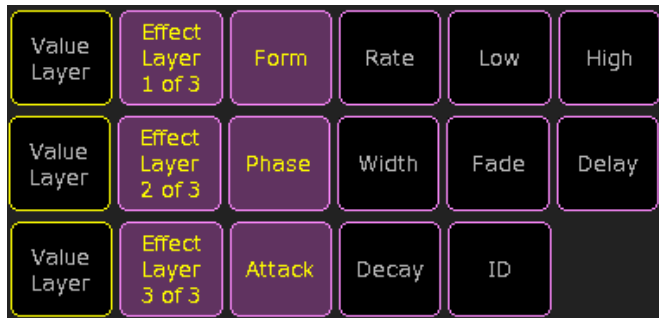 Value Layer
Effect Layer 1 of 3
Form
Rate
Low
High
Value Layer
Effect Layer 2 of 3
Phase
Width
Fade
Delay
Value Layer
Effect Layer 3 of 3
Attack
Decay
ID